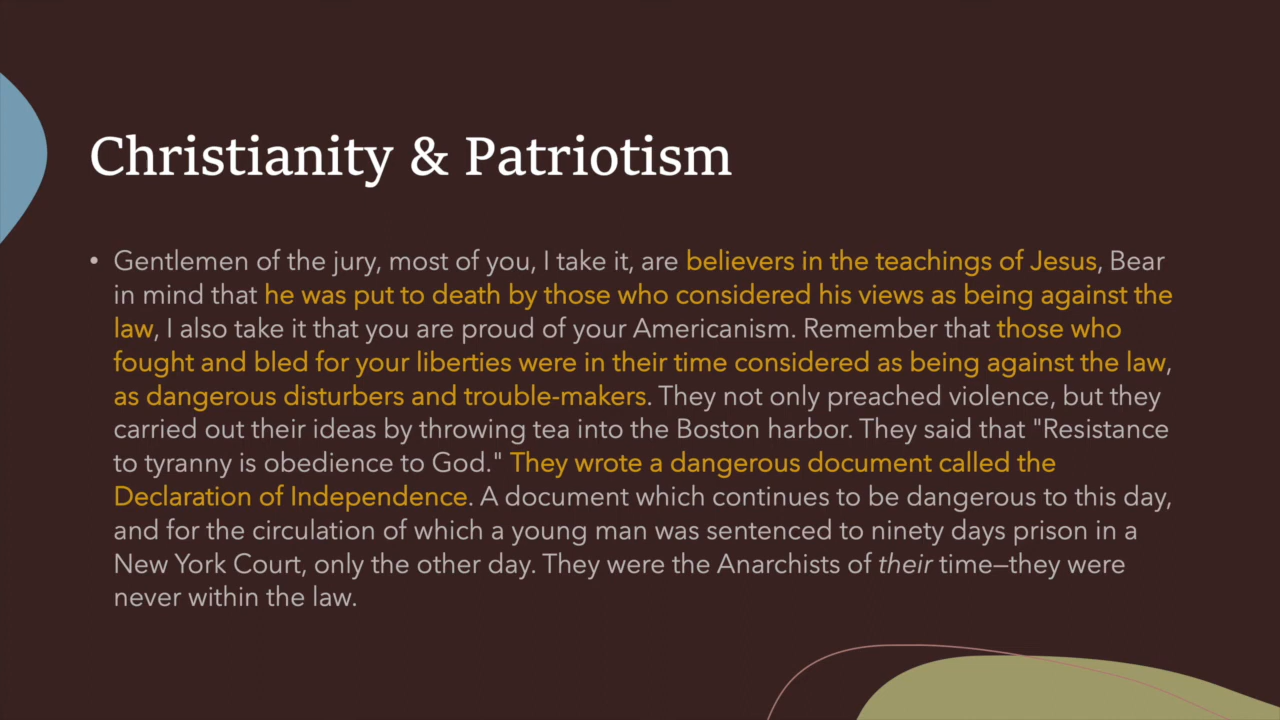 Christianity & Patriotism
• Gentlemen of the jury, most of you, I take it, are believers in the teachings of Jesus, Bear
in mind that he was put to death by those who considered his views as being against the
law, I also take it that you are proud of your Americanism. Remember that those who
fought and bled for your liberties were in their time considered as being against the law,
as dangerous disturbers and trouble-makers. They not only preached violence, but they
carried out their ideas by throwing tea into the Boston harbor. They said that "Resistance
to tyranny is obedience to God." They wrote a dangerous document called the
Declaration of Independence. A document which continues to be dangerous to this day,
and for the circulation of which a young man was sentenced to ninety days prison in a
New York Court, only the other day. They were the Anarchists of their time—they were
never within the law.